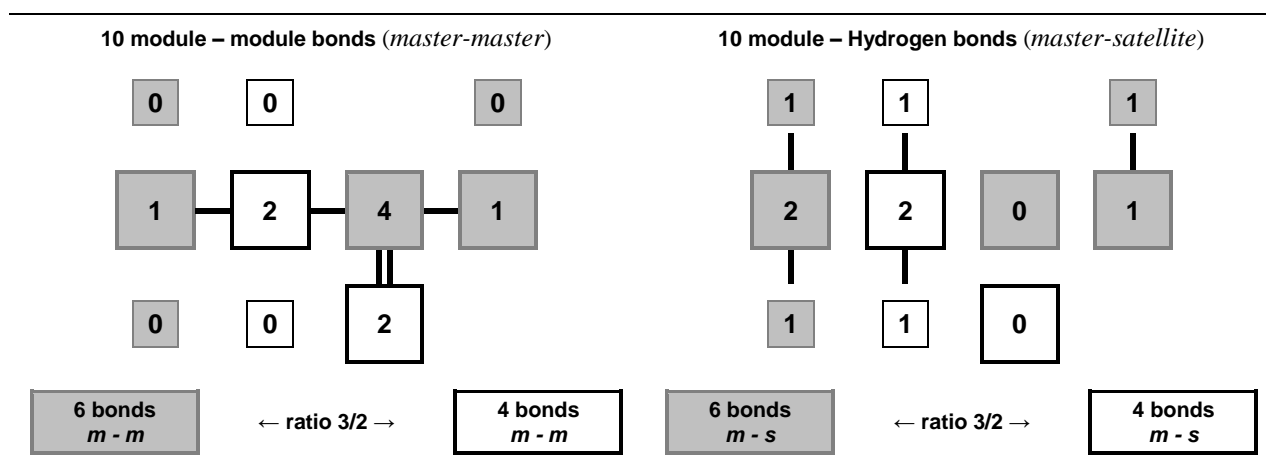 10 module – module bonds (master-master)
0 0 0
1 2 4 1
0 0 2
6 bonds
m - m
← ratio 3/2 →
4 bonds
m - m
10 module – Hydrogen bonds (master-satellite)
1 1 1
2 2 0 1
1 1 0
6 bonds
m - s
← ratio 3/2 →
4 bonds
m - s